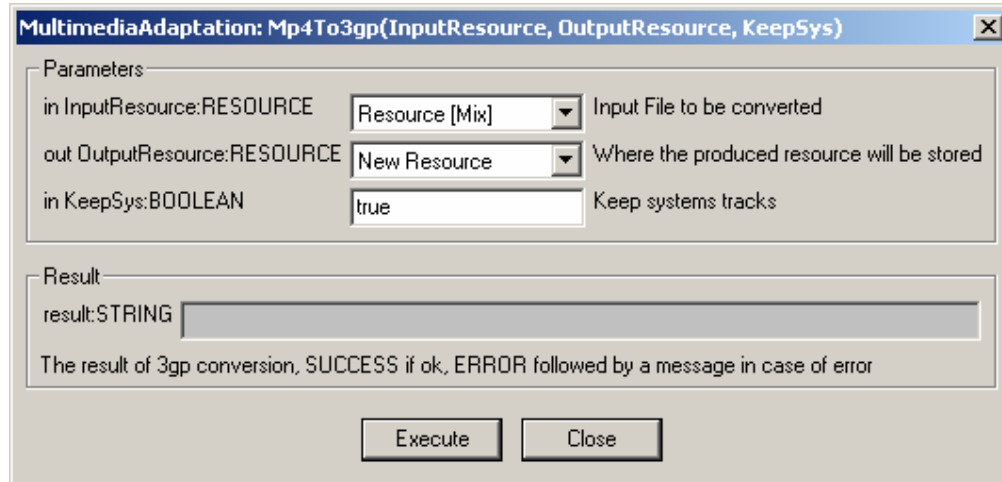 MultimediaAdaptation: Mp4To3gp(InputResource, OutputResource, KeepSys)
Parameters
in InputResource:RESOURCE Resource [Mix] Input File to be converted
out OutputResource:RESOURCE New Resource Where the produced resource will be stored
in KeepSys:BOOLEAN true Keep systems tracks
Result
result:STRING
The result of 3gp conversion, SUCCESS if ok, ERROR followed by a message in case of error
Execute Close